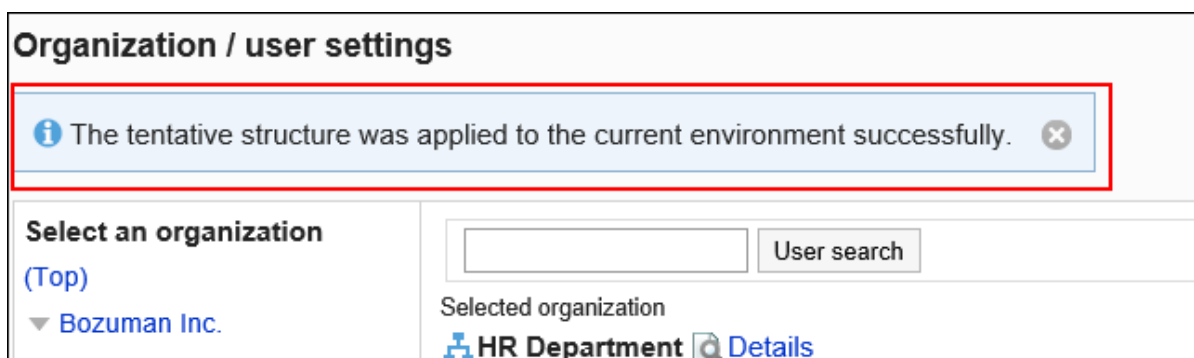 Organization / user settings
The tentative structure was applied to the current environment successfully.
Select an organization
(Top)
Bozuman Inc.
User search
Selected organization
HR Department Details